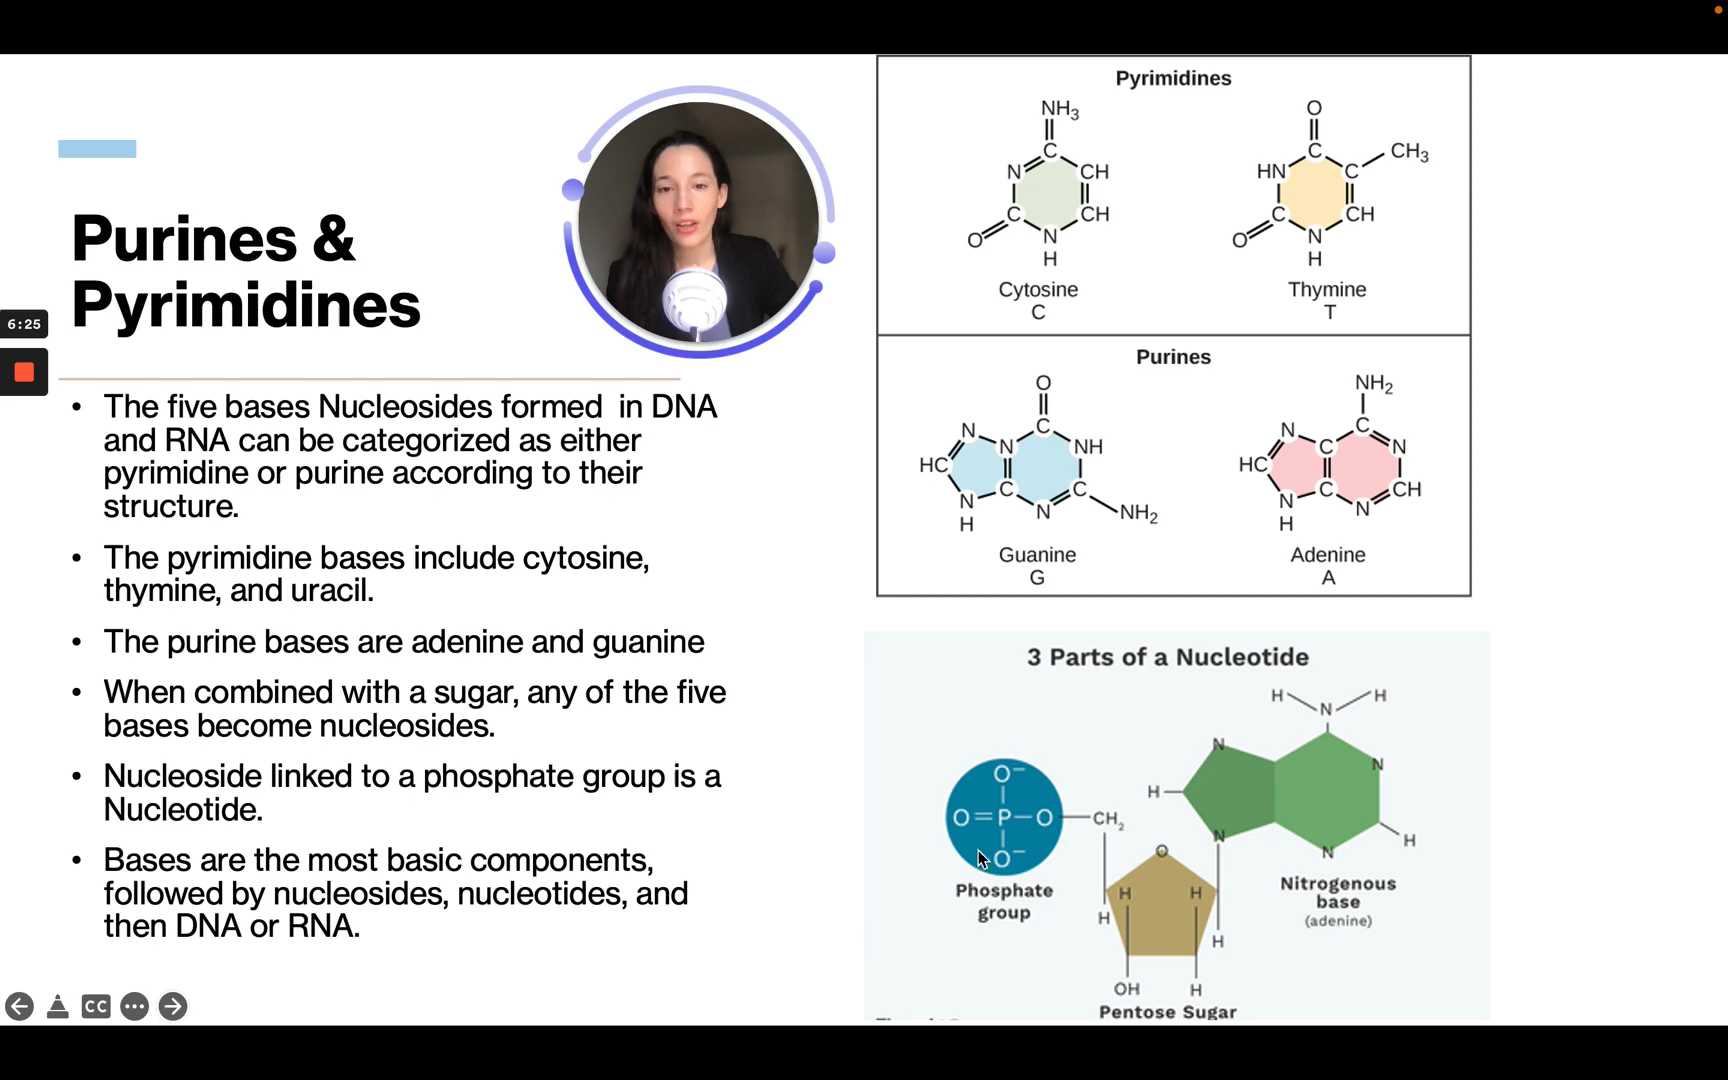 Purines &
Pyrimidines
6:25
• The five bases Nucleosides formed in DNA
and RNA can be categorized as either
pyrimidine or purine according to their
structure.
• The pyrimidine bases include cytosine,
thymine, and uracil.
• The purine bases are adenine and guanine
• When combined with a sugar, any of the five
bases become nucleosides.
• Nucleoside linked to a phosphate group is a
Nucleotide.
• Bases are the most basic components,
followed by nucleosides, nucleotides, and
then DNA or RNA.
CC
Pyrimidines
NH₃
C
N
CH
C
CH
O
N
H
Cytosine
C
O
C
CH₃
HN
C
C
CH
O
N
H
Thymine
T
Purines
O
C
N
N
NH
HC
N
C
C
H
N
NH₂
Guanine
G
NH₂
C
N
C
N
HC
N
C
CH
H
N
Adenine
A
3 Parts of a Nucleotide
H
H
N
N
N
H
N
H
N
O⁻
O=P—O
CH₂
O⁻
O
Phosphate
group
Nitrogenous
base
(adenine)
H
H
H
H
OH
H
Pentose Sugar